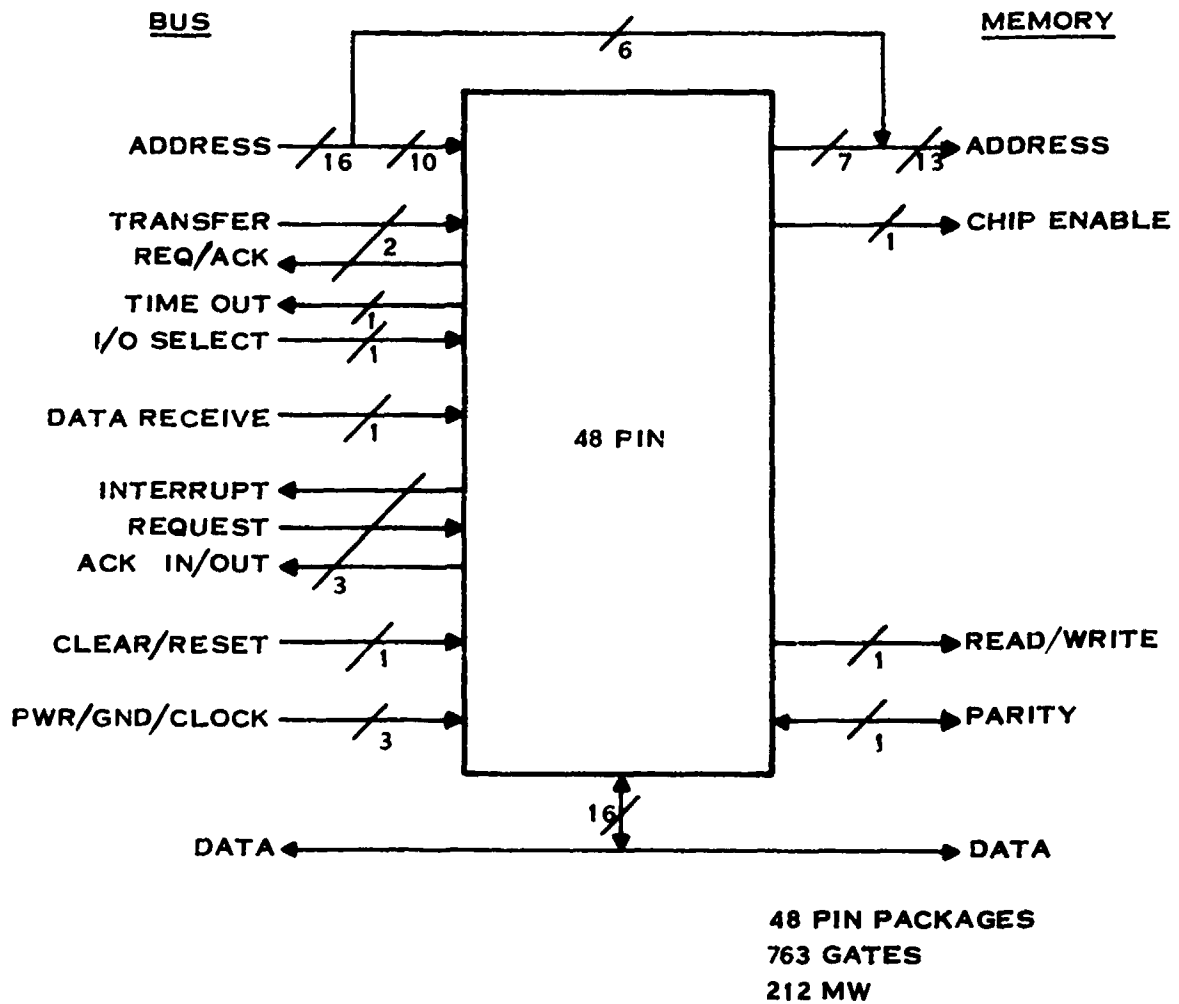 BUS
MEMORY
6
ADDRESS
16
10
7
13
ADDRESS
TRANSFER
REQ/ACK
2
1
CHIP ENABLE
TIME OUT
1
I/O SELECT
1
DATA RECEIVE
1
48 PIN
INTERRUPT
REQUEST
ACK IN/OUT
3
CLEAR/RESET
1
1
READ/WRITE
PWR/GND/CLOCK
3
1
PARITY
16
DATA
DATA
48 PIN PACKAGES
763 GATES
212 MW